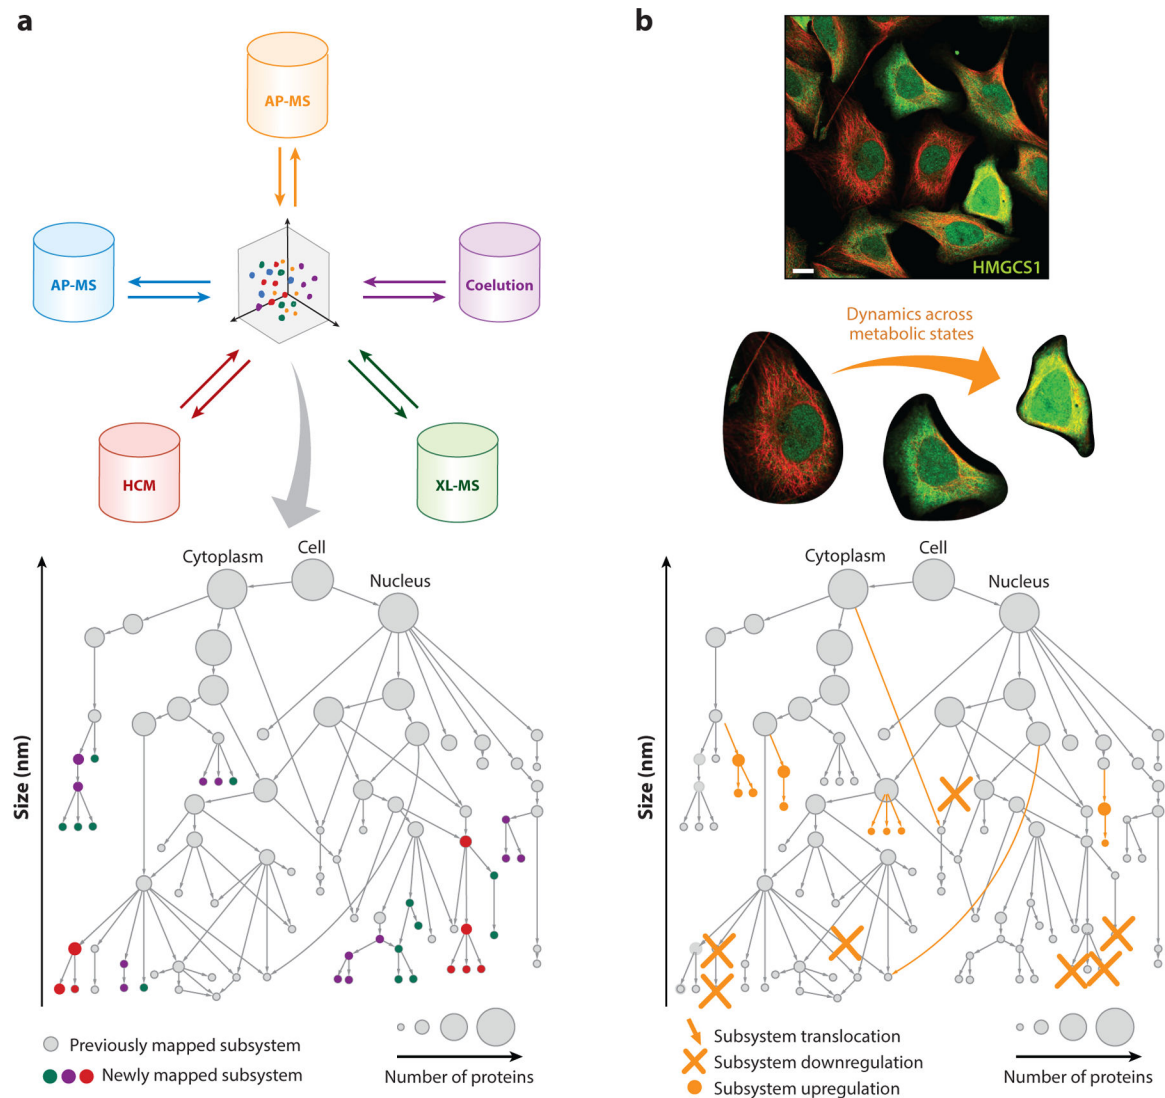 a
AP-MS
AP-MS
Coelution
HCM
XL-MS
Size (nm)
Cytoplasm
Cell
Nucleus
Previously mapped subsystem
Newly mapped subsystem
Number of proteins
b
HMGCS1
Dynamics across
metabolic states
Size (nm)
Cytoplasm
Cell
Nucleus
Subsystem translocation
Subsystem downregulation
Subsystem upregulation
Number of proteins